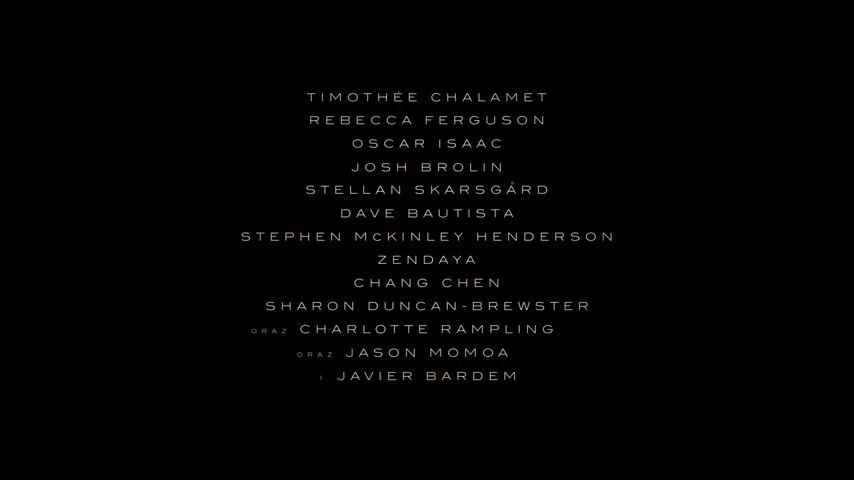 TIMOTHÉE CHALAMET
REBECCA FERGUSON
OSCAR ISAAC
JOSH BROLIN
STELLAN SKARSGÅRD
DAVE BAUTISTA
STEPHEN McKINLEY HENDERSON
ZENDAYA
CHANG CHEN
SHARON DUNCAN-BREWSTER
ORAZ CHARLOTTE RAMPLING
ORAZ JASON MOMOA
I JAVIER BARDEM